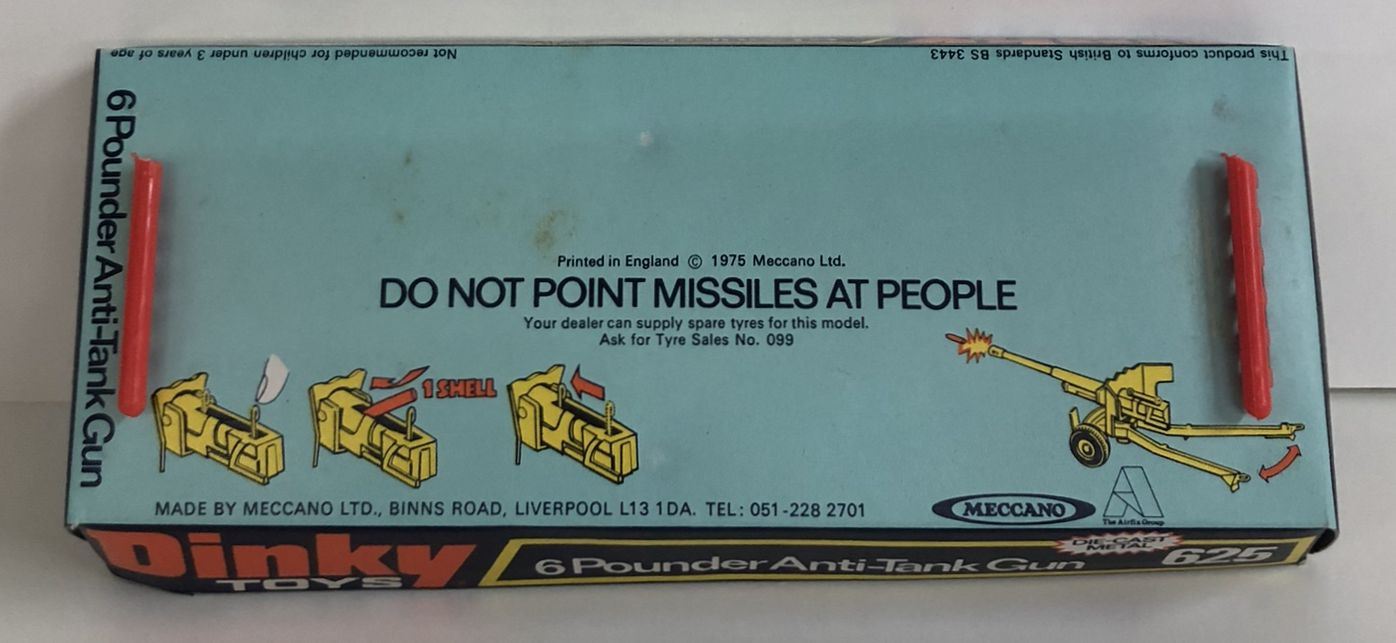 Not recommended for children under 3 years of age
This product conforms to British Standards BS 3443
6 Pounder Anti-Tank Gun
Printed in England © 1975 Meccano Ltd.
DO NOT POINT MISSILES AT PEOPLE
Your dealer can supply spare tyres for this model.
Ask for Tyre Sales No. 099
1 SHELL
MADE BY MECCANO LTD., BINNS ROAD, LIVERPOOL L13 1DA. TEL: 051-228 2701
MECCANO
The Airfix Group
Dinky
TOYS
6 Pounder Anti-Tank Gun
DIE-CAST
METAL
625